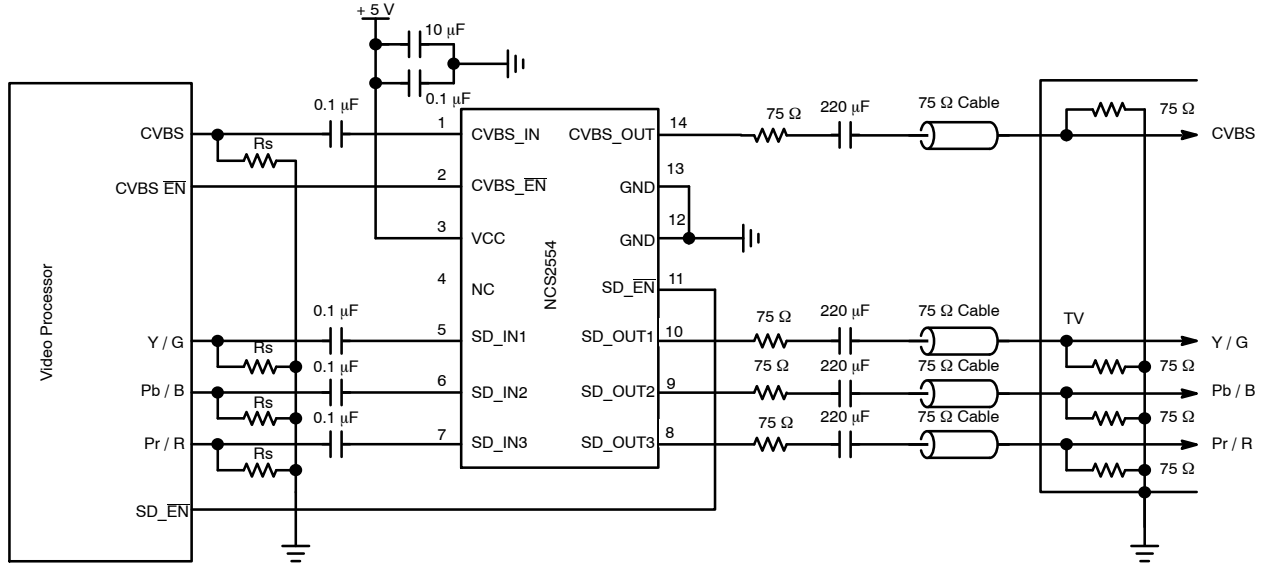 + 5 V
10 μF
0.1 μF
Video Processor
CVBS
CVBS EN
Y / G
Pb / B
Pr / R
SD_EN
0.1 μF
Rs
0.1 μF
Rs
0.1 μF
Rs
0.1 μF
Rs
1
2
3
4
5
6
7
CVBS_IN
CVBS_EN
VCC
NC
SD_IN1
SD_IN2
SD_IN3
NCS2554
CVBS_OUT
GND
GND
SD_EN
SD_OUT1
SD_OUT2
SD_OUT3
14
13
12
11
10
9
8
75 Ω
220 μF
75 Ω Cable
75 Ω
220 μF
75 Ω Cable
75 Ω
220 μF
75 Ω Cable
75 Ω
220 μF
75 Ω Cable
TV
75 Ω
CVBS
Y / G
75 Ω
Pb / B
75 Ω
Pr / R
75 Ω